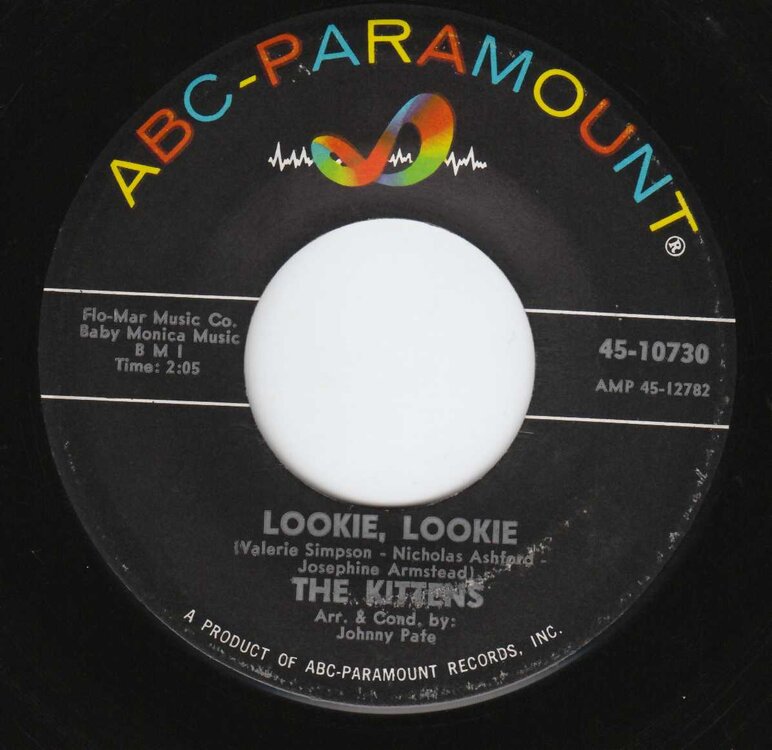 ABC-PARAMOUNT®
Flo-Mar Music Co.
Baby Monica Music
B M I
Time: 2:05
45-10730
AMP 45-12782
LOOKIE, LOOKIE
(Valerie Simpson - Nicholas Ashford
Josephine Armstead)
THE KITTENS
Arr. & Cond. by:
Johnny Pate
A PRODUCT OF ABC-PARAMOUNT RECORDS, INC.